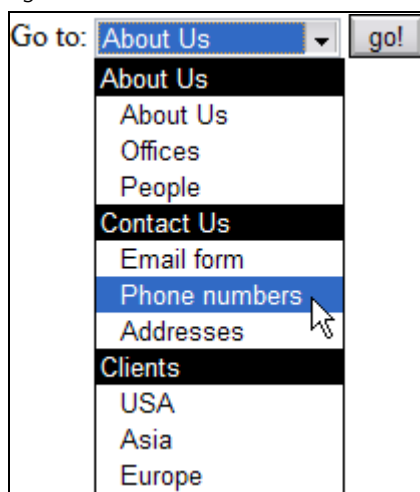 Go to: About Us go!
About Us
About Us
Offices
People
Contact Us
Email form
Phone numbers
Addresses
Clients
USA
Asia
Europe